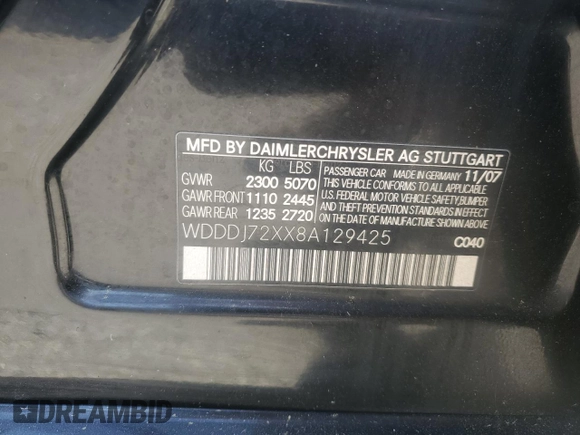 MFD BY DAIMLERCHRYSLER AG STUTTGART
KG LBS
GVWR 2300 5070
GAWR FRONT 1110 2445
GAWR REAR 1235 2720
PASSENGER CAR MADE IN GERMANY 11/07
THIS VEHICLE CONFORMS TO ALL APPLICABLE
U.S. FEDERAL MOTOR VEHICLE SAFETY, BUMPER
AND THEFT PREVENTION STANDARDS IN EFFECT
ON THE DATE OF MANUFACTURE SHOWN ABOVE
WDDDJ72XX8A129425
C040
DREAMBID